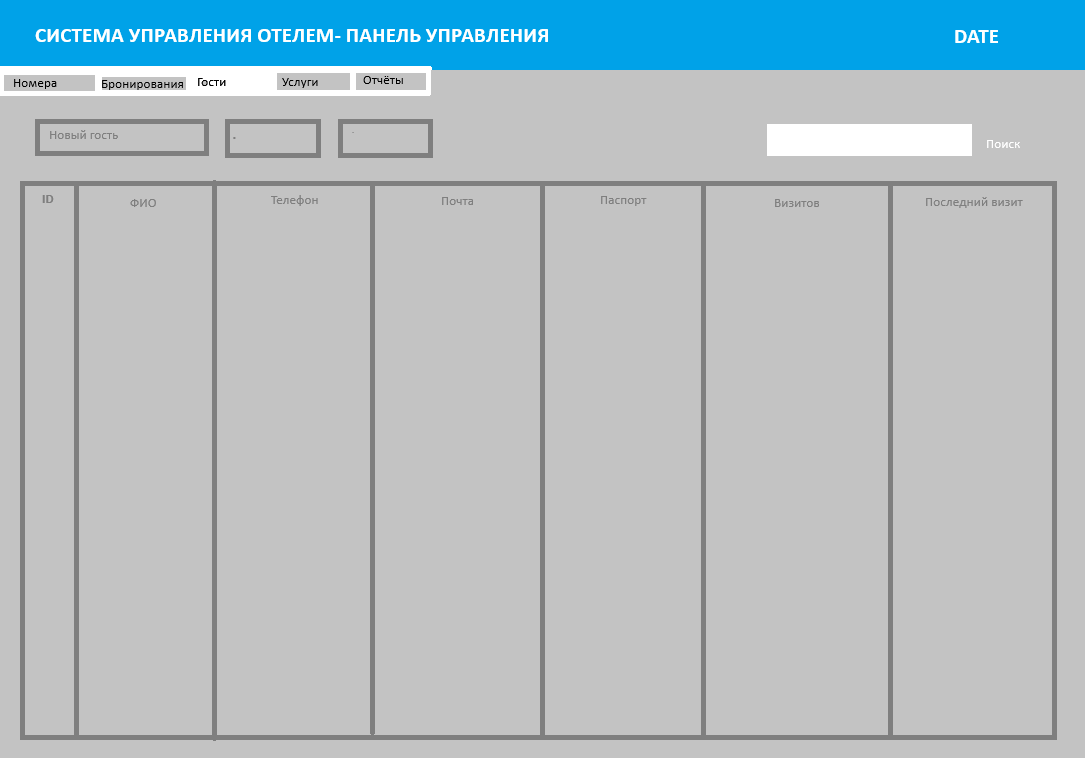 СИСТЕМА УПРАВЛЕНИЯ ОТЕЛЕМ- ПАНЕЛЬ УПРАВЛЕНИЯ
DATE
Номера
Бронирования
Гости
Услуги
Отчёты
Новый гость
Поиск
ID
ФИО
Телефон
Почта
Паспорт
Визитов
Последний визит